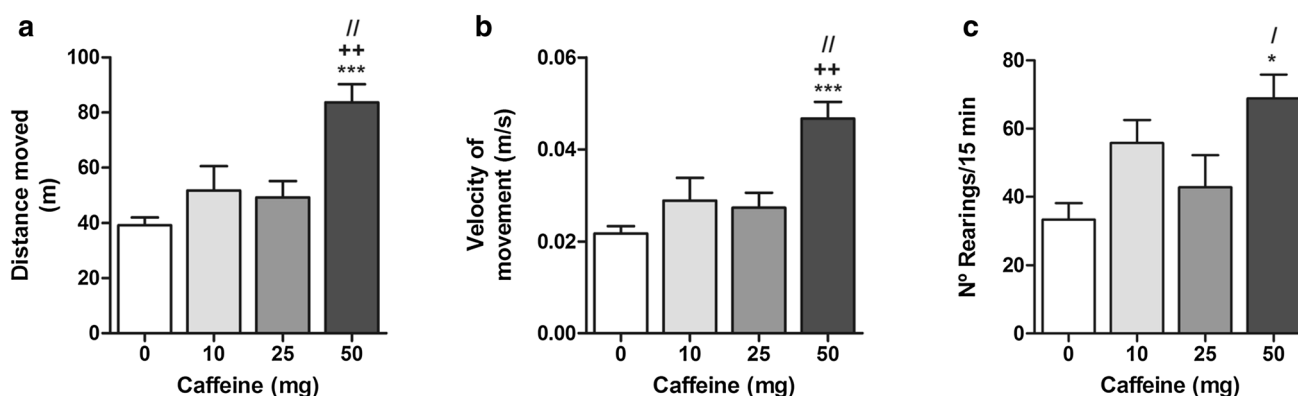 a
Distance moved
(m)
100
80
60
40
20
0
//
++
***
0 10 25 50
Caffeine (mg)
b
Velocity of
movement (m/s)
0.06
0.04
0.02
0.00
//
++
***
0 10 25 50
Caffeine (mg)
c
Nº Rearings/15 min
80
60
40
20
0
/
*
0 10 25 50
Caffeine (mg)